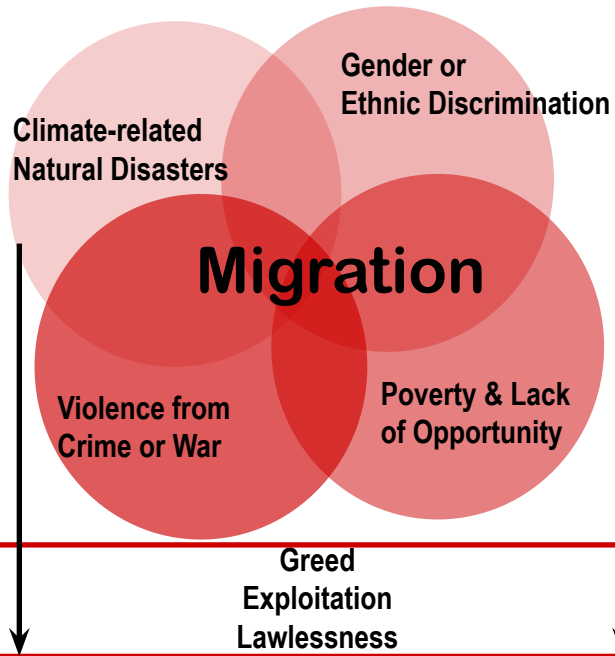 Gender or
Ethnic Discrimination
Climate-related
Natural Disasters
Migration
Poverty & Lack
of Opportunity
Violence from
Crime or War
Greed
Exploitation
Lawlessness